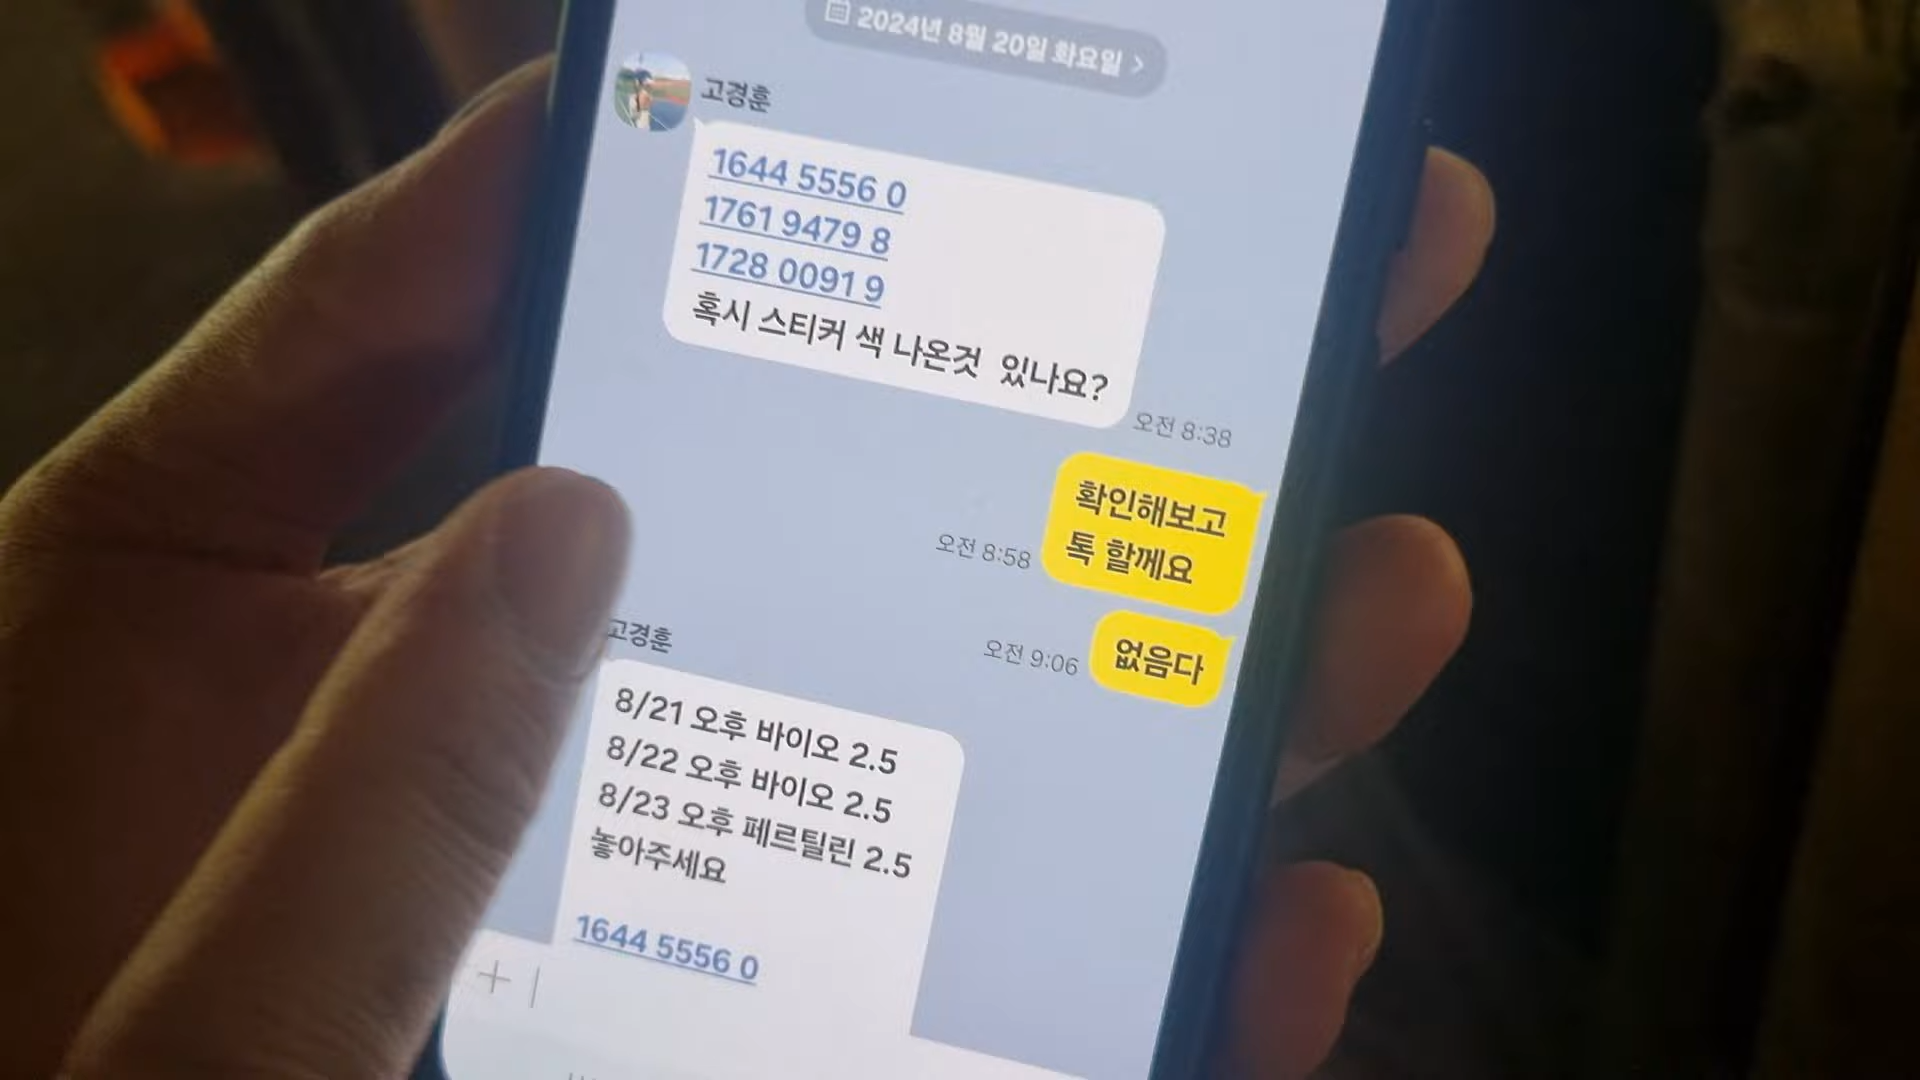 2024년 8월 20일 화요일 >
고경훈
1644 5556 0
1761 9479 8
1728 0091 9
혹시 스티커 색 나온것 있나요?
오전 8:38
확인해보고
톡 할께요
오전 8:58
없음다
오전 9:06
고경훈
8/21 오후 바이오 2.5
8/22 오후 바이오 2.5
8/23 오후 페르틸린 2.5
놓아주세요
1644 5556 0